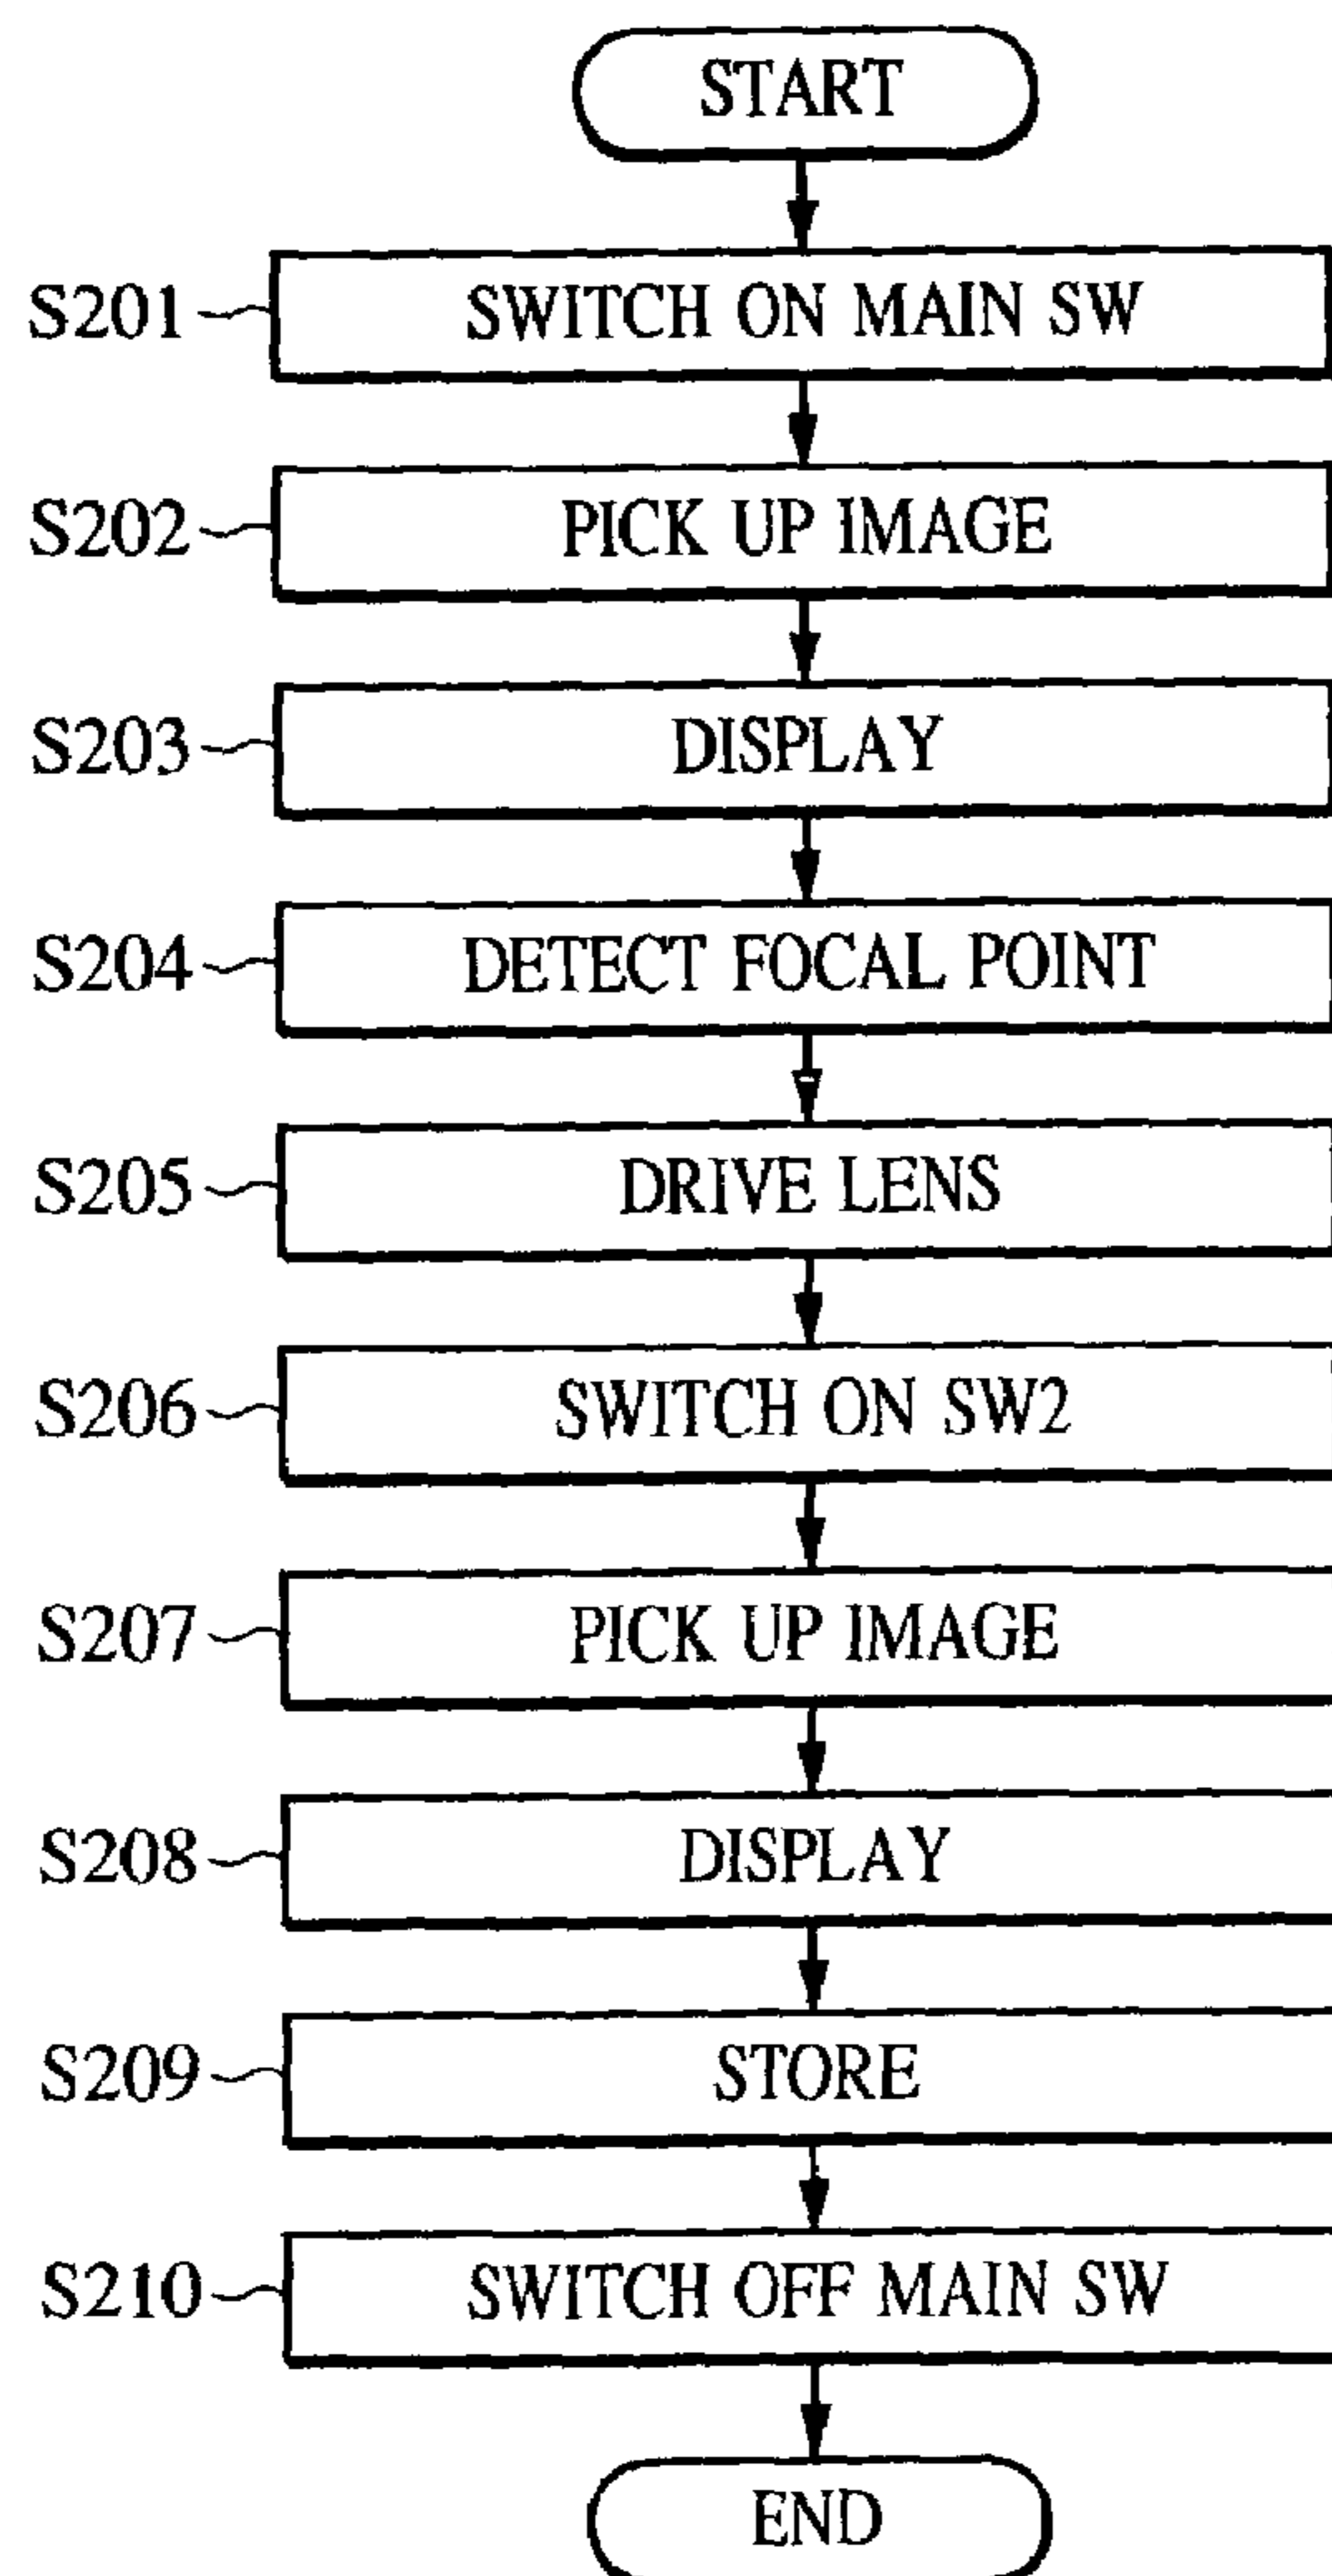 START
S201 SWITCH ON MAIN SW
S202 PICK UP IMAGE
S203 DISPLAY
S204 DETECT FOCAL POINT
S205 DRIVE LENS
S206 SWITCH ON SW2
S207 PICK UP IMAGE
S208 DISPLAY
S209 STORE
S210 SWITCH OFF MAIN SW
END